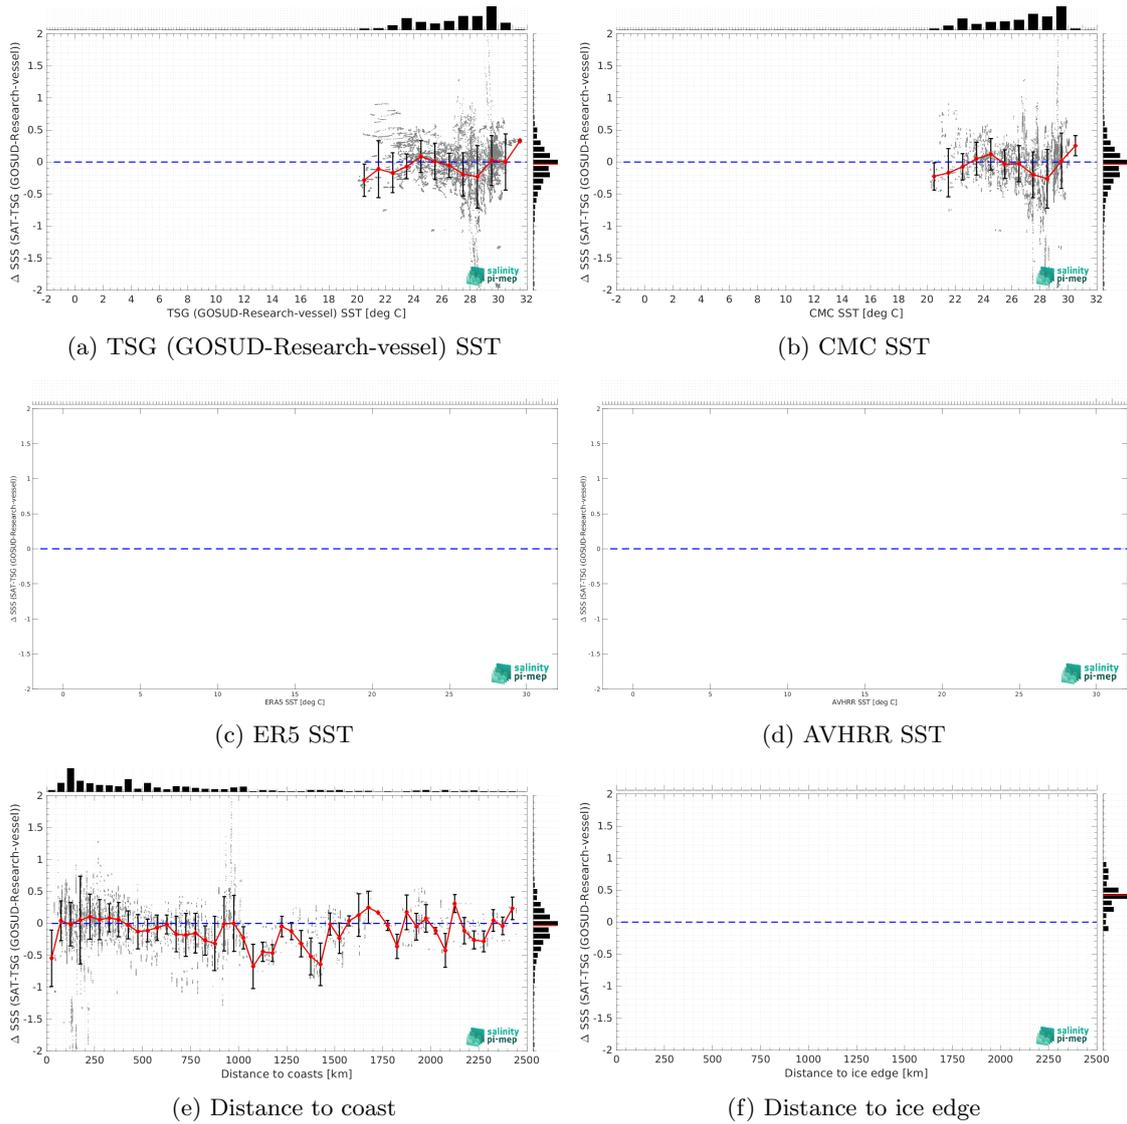 2
1.5
1
0.5
0
-0.5
-1
-1.5
-2
Δ SSS (SAT-TSG (GOSUD-Research-vessel))
-2 0 2 4 6 8 10 12 14 16 18 20 22 24 26 28 30 32
TSG (GOSUD-Research-vessel) SST [deg C]
salinity
pi-mep
(a) TSG (GOSUD-Research-vessel) SST
2
1.5
1
0.5
0
-0.5
-1
-1.5
-2
Δ SSS (SAT-TSG (GOSUD-Research-vessel))
-2 0 2 4 6 8 10 12 14 16 18 20 22 24 26 28 30 32
CMC SST [deg C]
salinity
pi-mep
(b) CMC SST
2
1.5
1
0.5
0
-0.5
-1
-1.5
-2
Δ SSS (SAT-TSG (GOSUD-Research-vessel))
0 5 10 15 20 25 30
ERA5 SST [deg C]
salinity
pi-mep
(c) ER5 SST
2
1.5
1
0.5
0
-0.5
-1
-1.5
-2
Δ SSS (SAT-TSG (GOSUD-Research-vessel))
0 5 10 15 20 25 30
AVHRR SST [deg C]
salinity
pi-mep
(d) AVHRR SST
2
1.5
1
0.5
0
-0.5
-1
-1.5
-2
Δ SSS (SAT-TSG (GOSUD-Research-vessel))
0 250 500 750 1000 1250 1500 1750 2000 2250 2500
Distance to coasts [km]
salinity
pi-mep
(e) Distance to coast
2
1.5
1
0.5
0
-0.5
-1
-1.5
-2
Δ SSS (SAT-TSG (GOSUD-Research-vessel))
0 250 500 750 1000 1250 1500 1750 2000 2250 2500
Distance to ice edge [km]
salinity
pi-mep
(f) Distance to ice edge